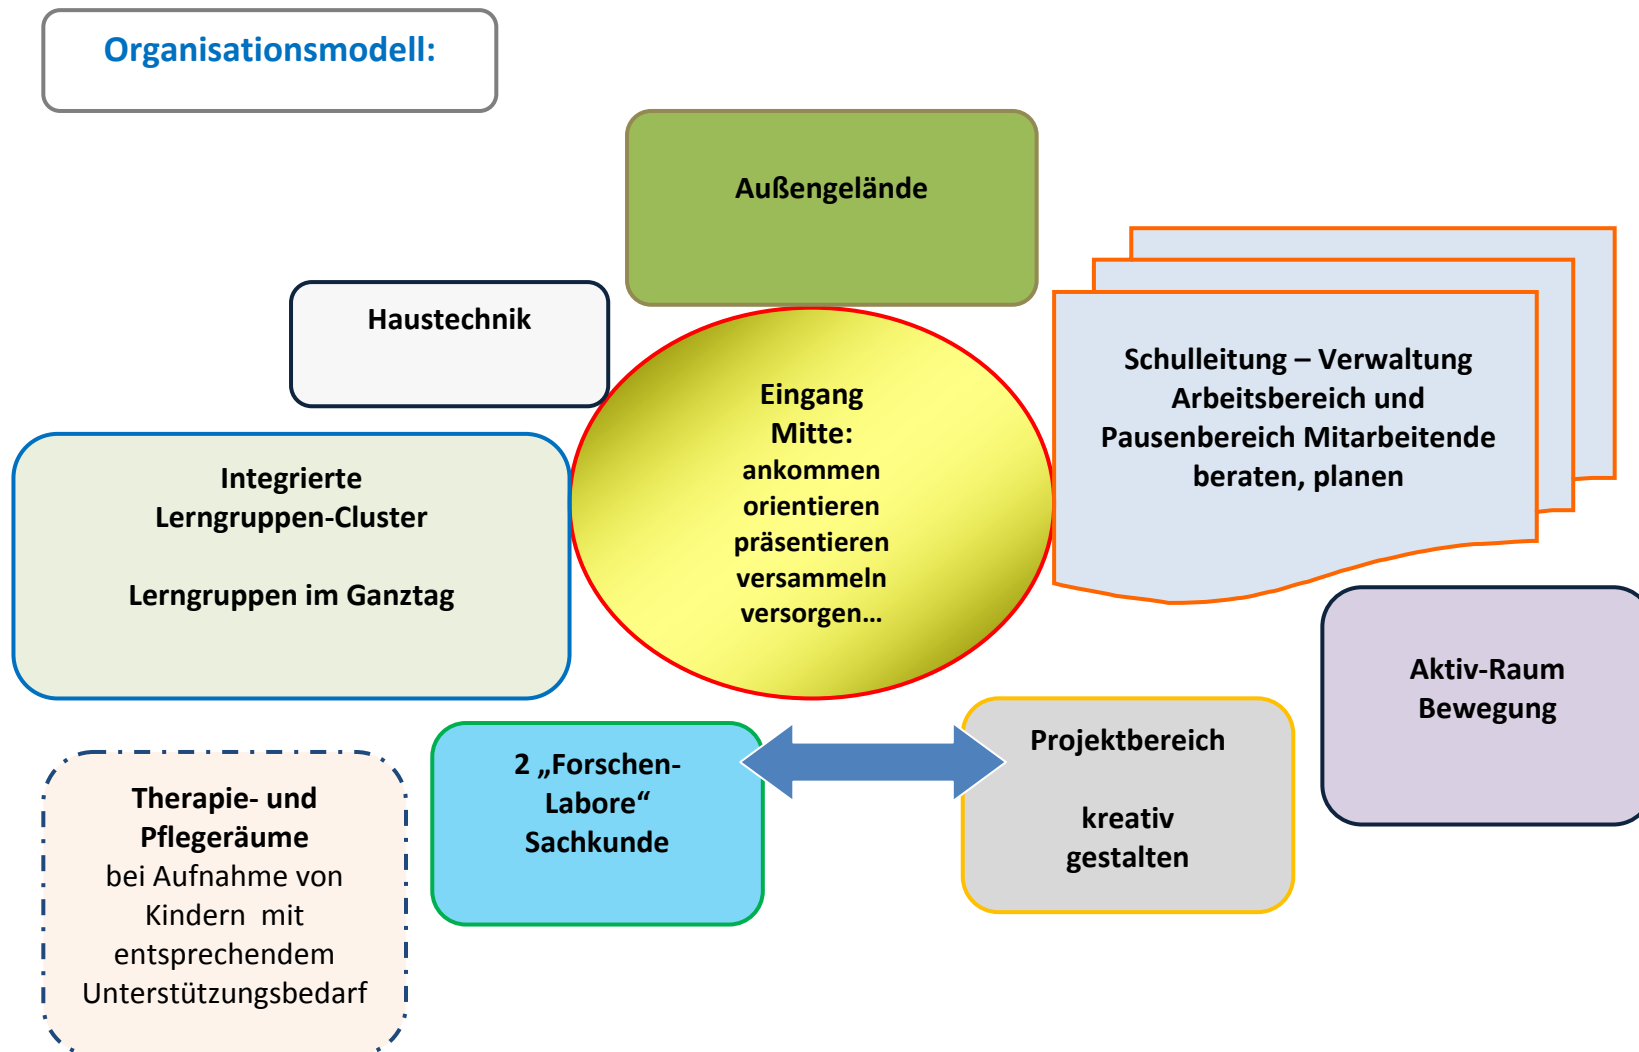 Organisationsmodell:
Außengelände
Haustechnik
Eingang
Mitte:
ankommen
orientieren
präsentieren
versammeln
versorgen…
Schulleitung – Verwaltung
Arbeitsbereich und
Pausenbereich Mitarbeitende
beraten, planen
Integrierte
Lerngruppen-Cluster
Lerngruppen im Ganztag
Aktiv-Raum
Bewegung
2 „Forschen-
Labore“
Sachkunde
Projektbereich
kreativ
gestalten
Therapie- und
Pflegeräume
bei Aufnahme von
Kindern  mit
entsprechendem
Unterstützungsbedarf